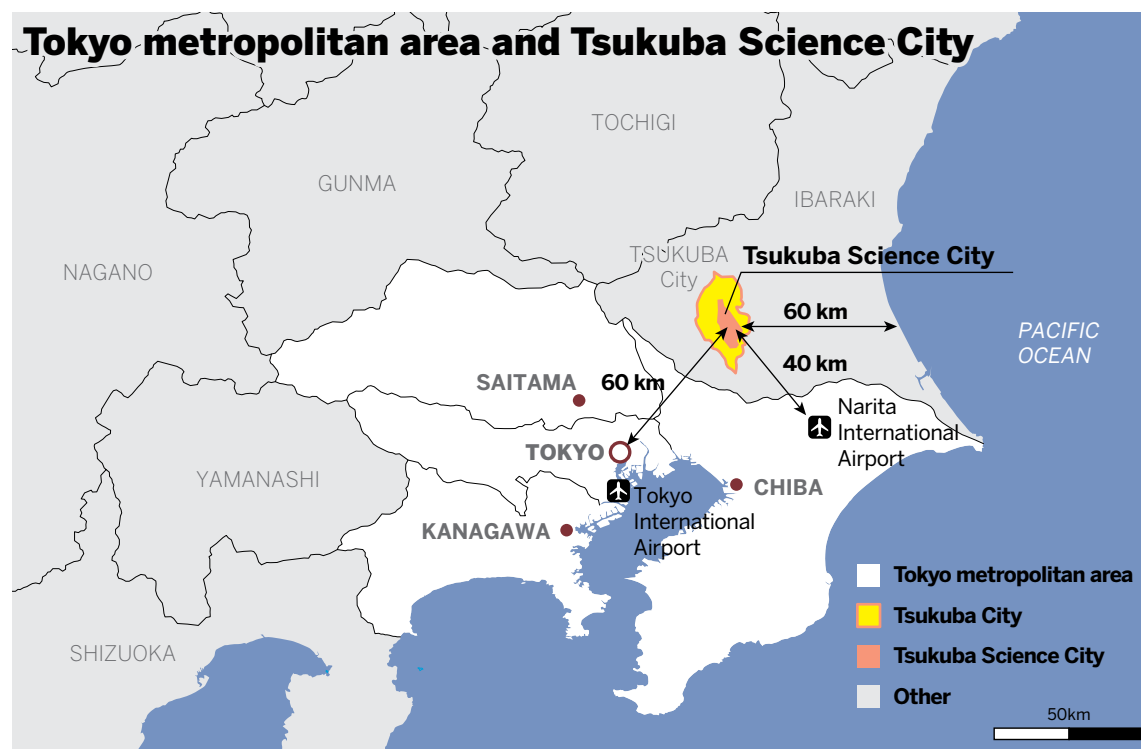 Tokyo metropolitan area and Tsukuba Science City
TOCHIGI
GUNMA
IBARAKI
NAGANO
TSUKUBA
City
Tsukuba Science City
60 km
PACIFIC
OCEAN
40 km
SAITAMA
60 km
Narita
International
Airport
TOKYO
YAMANASHI
CHIBA
Tokyo
International
Airport
KANAGAWA
SHIZUOKA
Tokyo metropolitan area
Tsukuba City
Tsukuba Science City
Other
50km